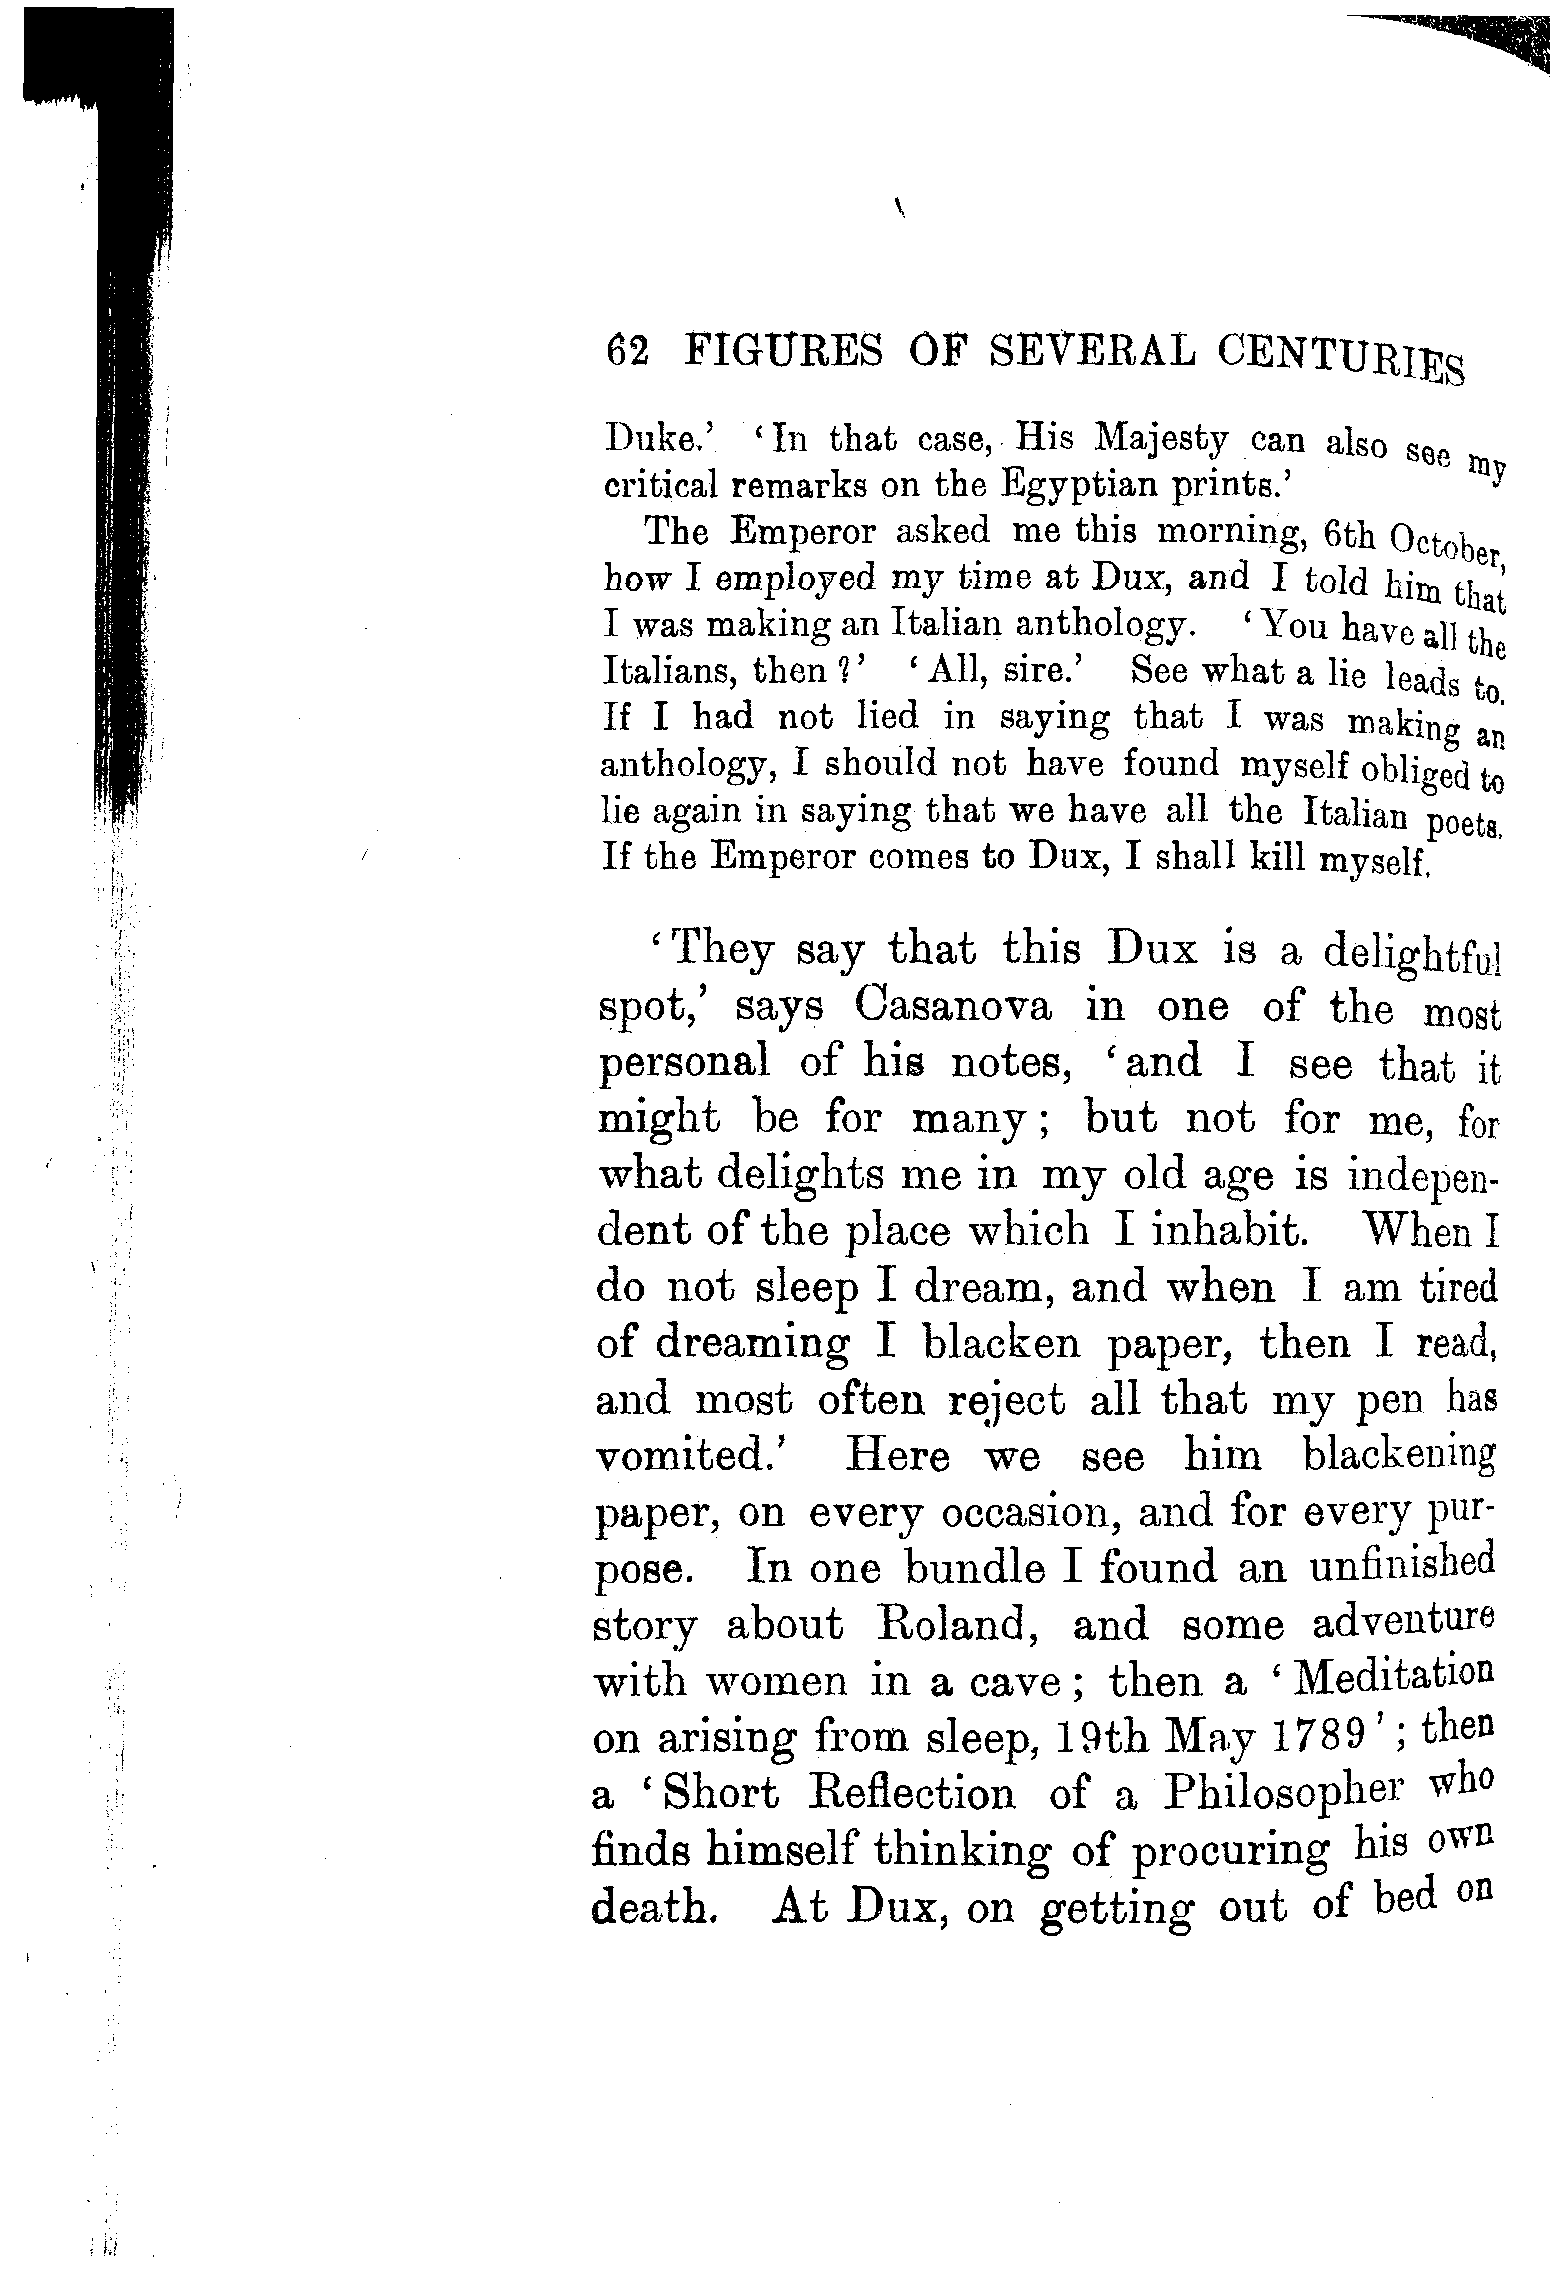 62 FIGURES OF SEVERAL CENTURIES
Duke.’ ‘In that case, His Majesty can also see my
critical remarks on the Egyptian prints.’
The Emperor asked me this morning, 6th October,
how I employed my time at Dux, and I told him that
I was making an Italian anthology. ‘You have all the
Italians, then?’ ‘All, sire.’ See what a lie leads to.
If I had not lied in saying that I was making an
anthology, I should not have found myself obliged to
lie again in saying that we have all the Italian poets.
If the Emperor comes to Dux, I shall kill myself.
‘They say that this Dux is a delightful
spot,’ says Casanova in one of the most
personal of his notes, ‘and I see that it
might be for many; but not for me, for
what delights me in my old age is indepen-
dent of the place which I inhabit. When I
do not sleep I dream, and when I am tired
of dreaming I blacken paper, then I read,
and most often reject all that my pen has
vomited.’ Here we see him blackening
paper, on every occasion, and for every pur-
pose. In one bundle I found an unfinished
story about Roland, and some adventure
with women in a cave; then a ‘Meditation
on arising from sleep, 19th May 1789’; then
a ‘Short Reflection of a Philosopher who
finds himself thinking of procuring his own
death. At Dux, on getting out of bed on